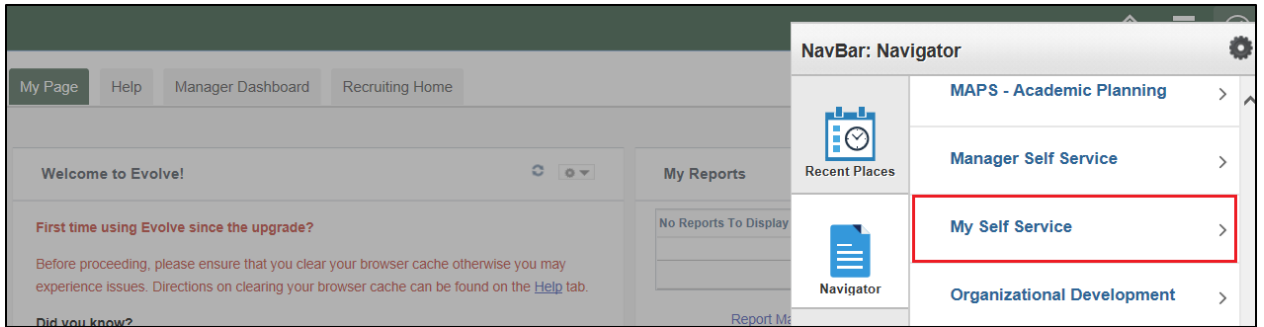 NavBar: Navigator
My Page Help Manager Dashboard Recruiting Home
MAPS - Academic Planning
Recent Places
Manager Self Service
My Self Service
Navigator
Organizational Development
Welcome to Evolve!
First time using Evolve since the upgrade?
Before proceeding, please ensure that you clear your browser cache otherwise you may
experience issues. Directions on clearing your browser cache can be found on the Help tab.
Did you know?
My Reports
No Reports To Display
Report